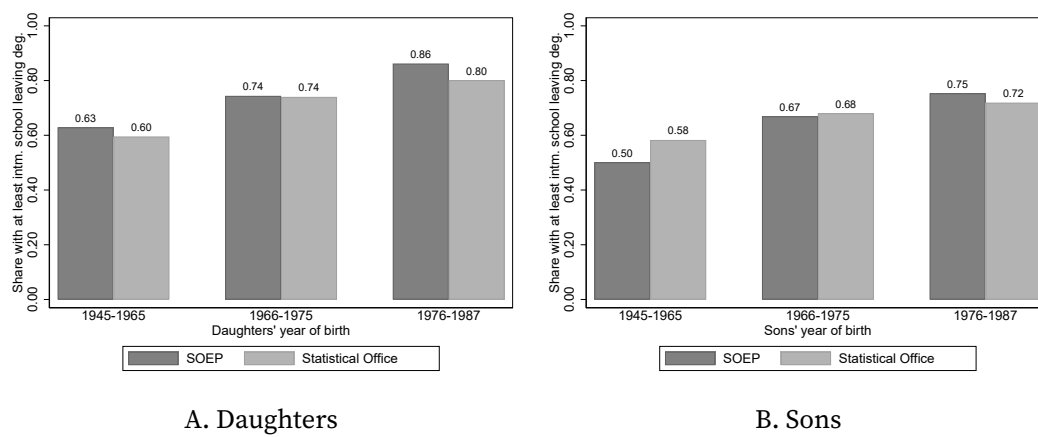 Share with at least intm. school leaving deg.
0.00 0.20 0.40 0.60 0.80 1.00
0.63 0.60
0.74 0.74
0.86 0.80
1945-1965 1966-1975 1976-1987
Daughters' year of birth
SOEP Statistical Office
A. Daughters
Share with at least intm. school leaving deg.
0.00 0.20 0.40 0.60 0.80 1.00
0.50 0.58
0.67 0.68
0.75 0.72
1945-1965 1966-1975 1976-1987
Sons' year of birth
SOEP Statistical Office
B. Sons